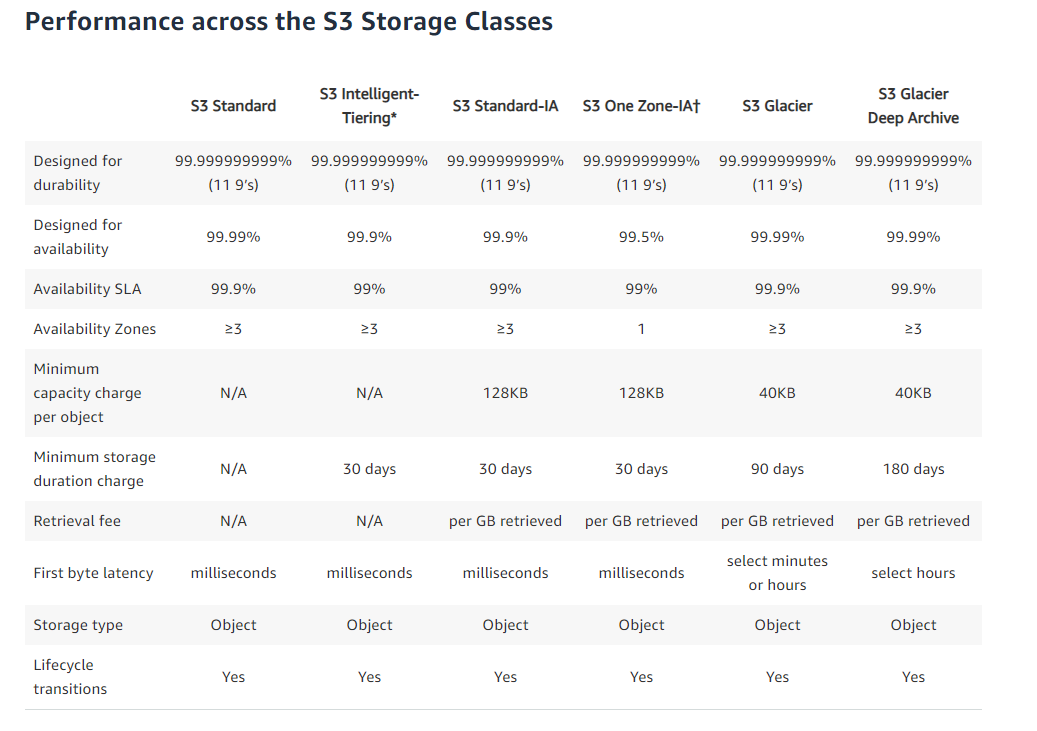 Performance across the S3 Storage Classes
S3 Standard S3 Intelligent-Tiering* S3 Standard-IA S3 One Zone-IA† S3 Glacier S3 Glacier Deep Archive
Designed for durability 99.999999999% (11 9’s) 99.999999999% (11 9’s) 99.999999999% (11 9’s) 99.999999999% (11 9’s) 99.999999999% (11 9’s) 99.999999999% (11 9’s)
Designed for availability 99.99% 99.9% 99.9% 99.5% 99.99% 99.99%
Availability SLA 99.9% 99% 99% 99% 99.9% 99.9%
Availability Zones ≥3 ≥3 ≥3 1 ≥3 ≥3
Minimum capacity charge per object N/A N/A 128KB 128KB 40KB 40KB
Minimum storage duration charge N/A 30 days 30 days 30 days 90 days 180 days
Retrieval fee N/A N/A per GB retrieved per GB retrieved per GB retrieved per GB retrieved
First byte latency milliseconds milliseconds milliseconds milliseconds select minutes or hours select hours
Storage type Object Object Object Object Object Object
Lifecycle transitions Yes Yes Yes Yes Yes Yes